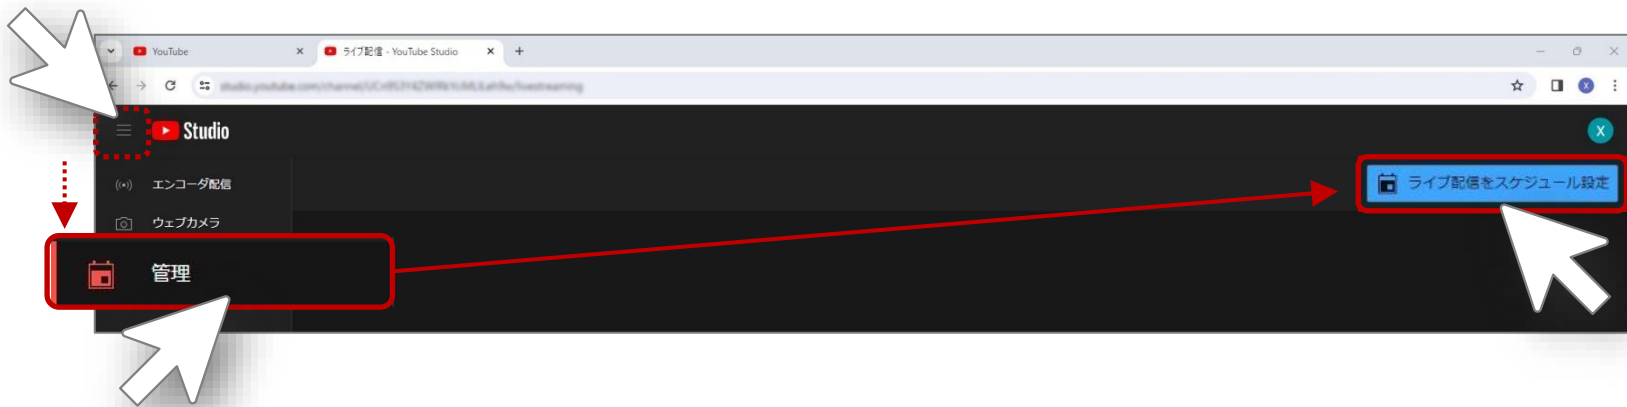 YouTube
ライブ配信 - YouTube Studio
Studio
X
エンコーダ配信
ライブ配信をスケジュール設定
ウェブカメラ
管理